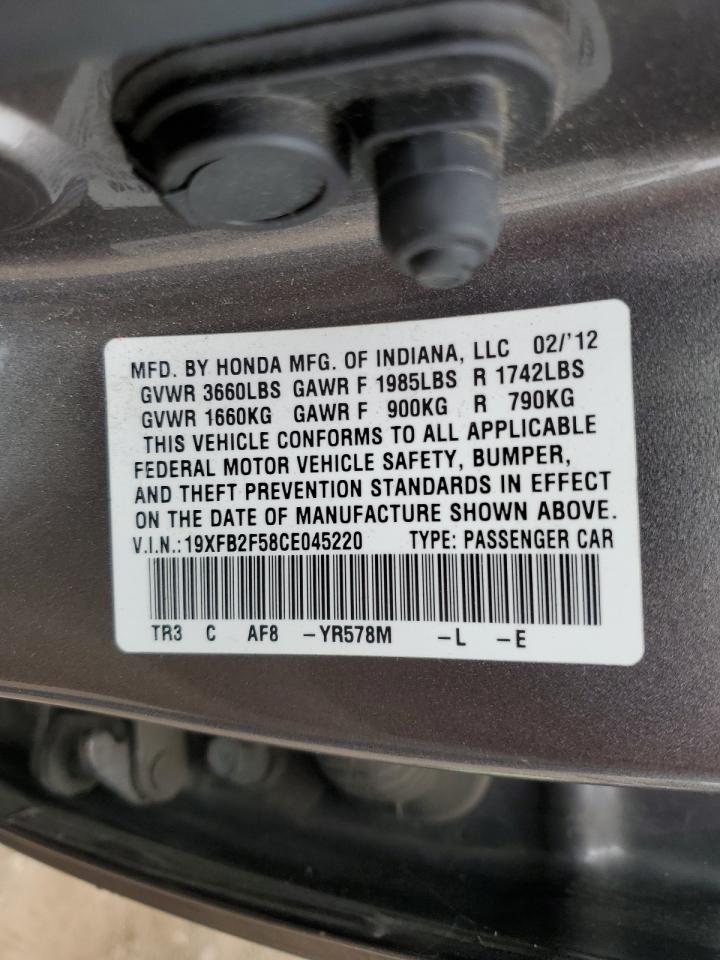 MFD. BY HONDA MFG. OF INDIANA, LLC 02/'12
GVWR 3660LBS GAWR F 1985LBS R 1742LBS
GVWR 1660KG GAWR F 900KG R 790KG
THIS VEHICLE CONFORMS TO ALL APPLICABLE
FEDERAL MOTOR VEHICLE SAFETY, BUMPER,
AND THEFT PREVENTION STANDARDS IN EFFECT
ON THE DATE OF MANUFACTURE SHOWN ABOVE.
V.I.N.:19XFB2F58CE045220 TYPE: PASSENGER CAR
TR3 C AF8 -YR578M -L -E